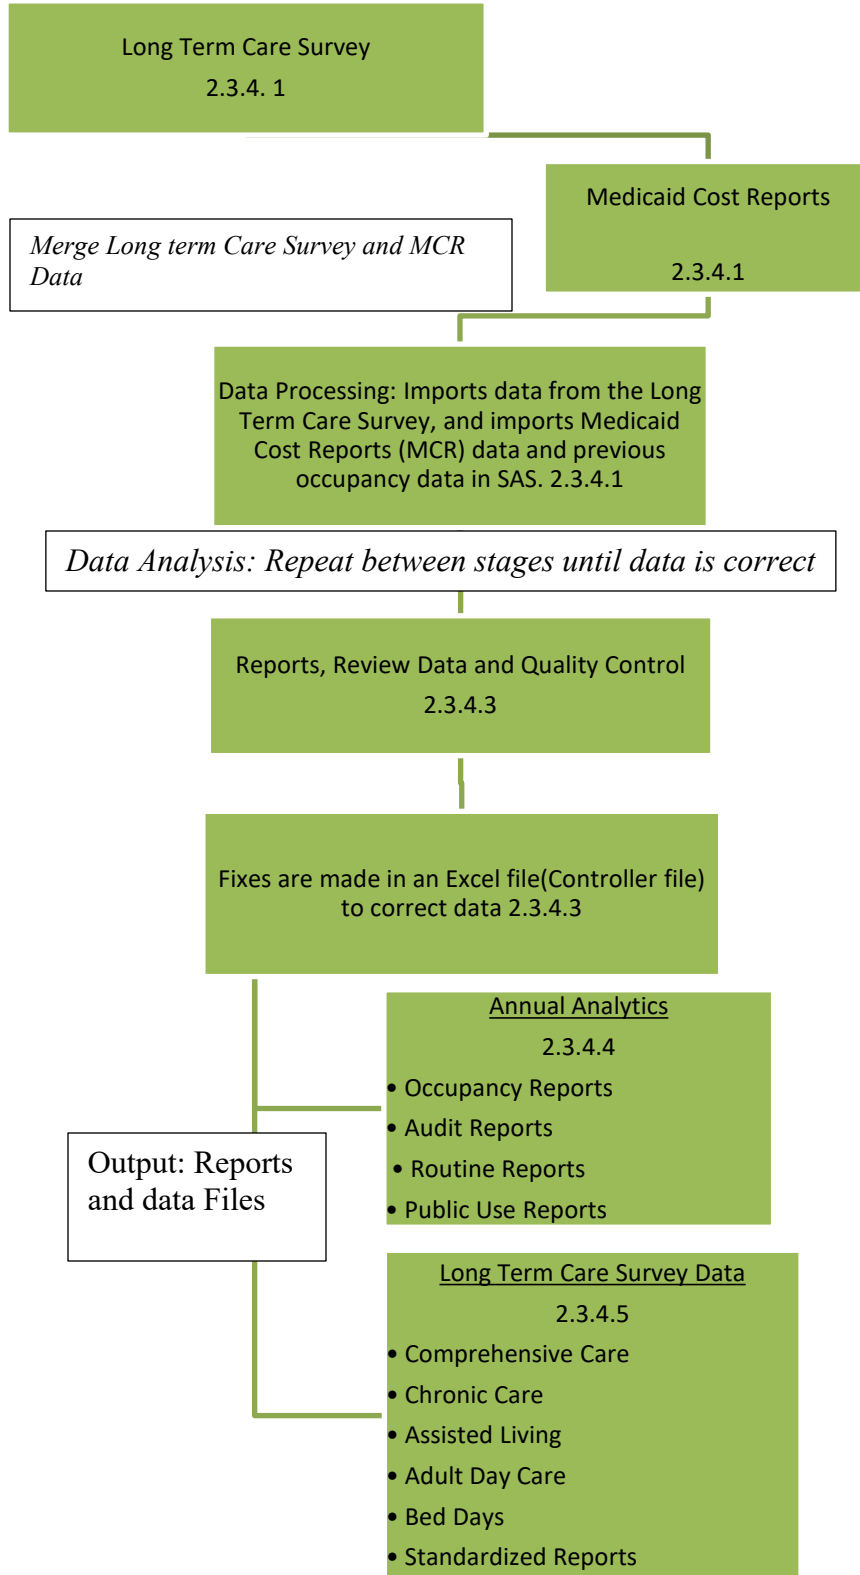 Long Term Care Survey
2.3.4. 1
Medicaid Cost Reports
2.3.4.1
Merge Long term Care Survey and MCR
Data
Data Processing: Imports data from the Long
Term Care Survey, and imports Medicaid
Cost Reports (MCR) data and previous
occupancy data in SAS. 2.3.4.1
Data Analysis: Repeat between stages until data is correct
Reports, Review Data and Quality Control
2.3.4.3
Fixes are made in an Excel file(Controller file)
to correct data 2.3.4.3
Annual Analytics
2.3.4.4
• Occupancy Reports
• Audit Reports
• Routine Reports
• Public Use Reports
Output: Reports
and data Files
Long Term Care Survey Data
2.3.4.5
• Comprehensive Care
• Chronic Care
• Assisted Living
• Adult Day Care
• Bed Days
• Standardized Reports